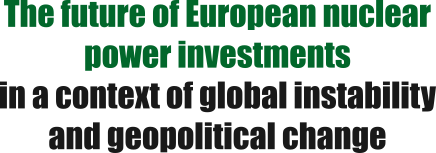 The future of European nuclear
power investments
in a context of global instability
and geopolitical change